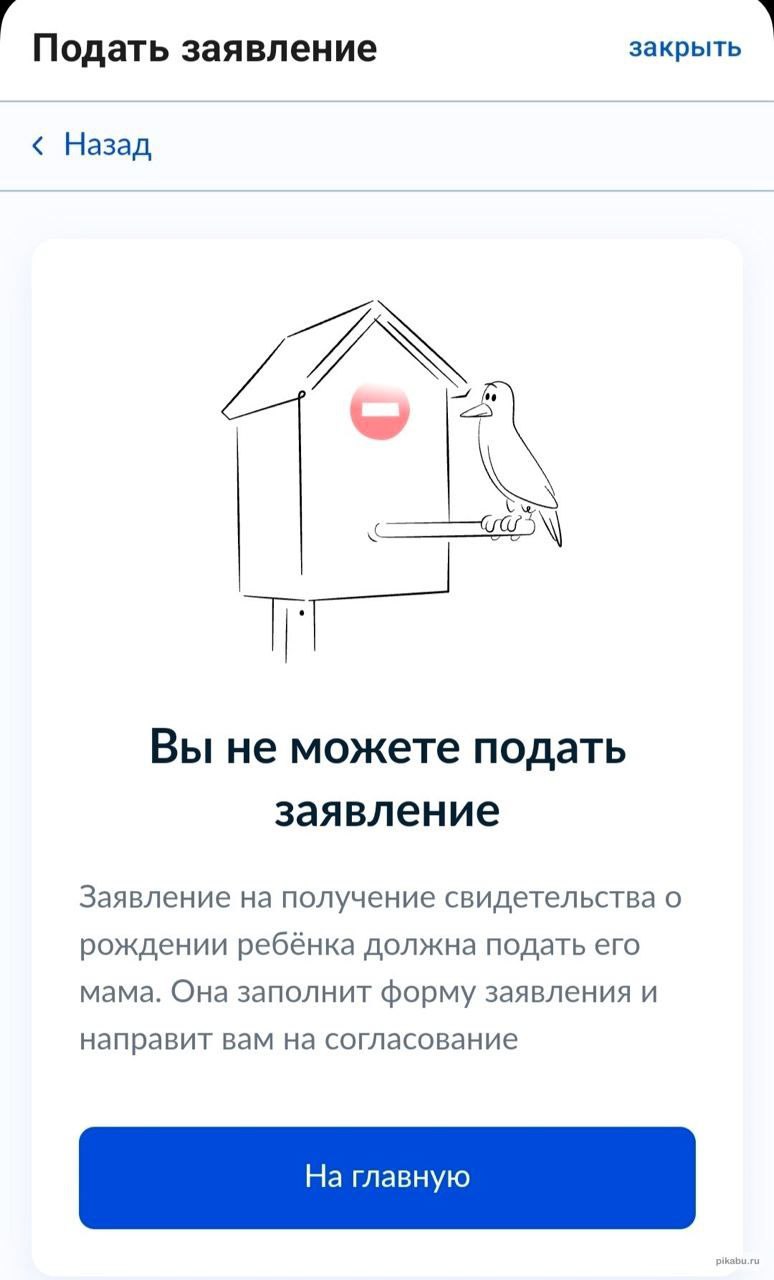 Подать заявление
закрыть
Назад
Вы не можете подать
заявление
Заявление на получение свидетельства о
рождении ребёнка должна подать его
мама. Она заполнит форму заявления и
направит вам на согласование
На главную
pikabu.ru